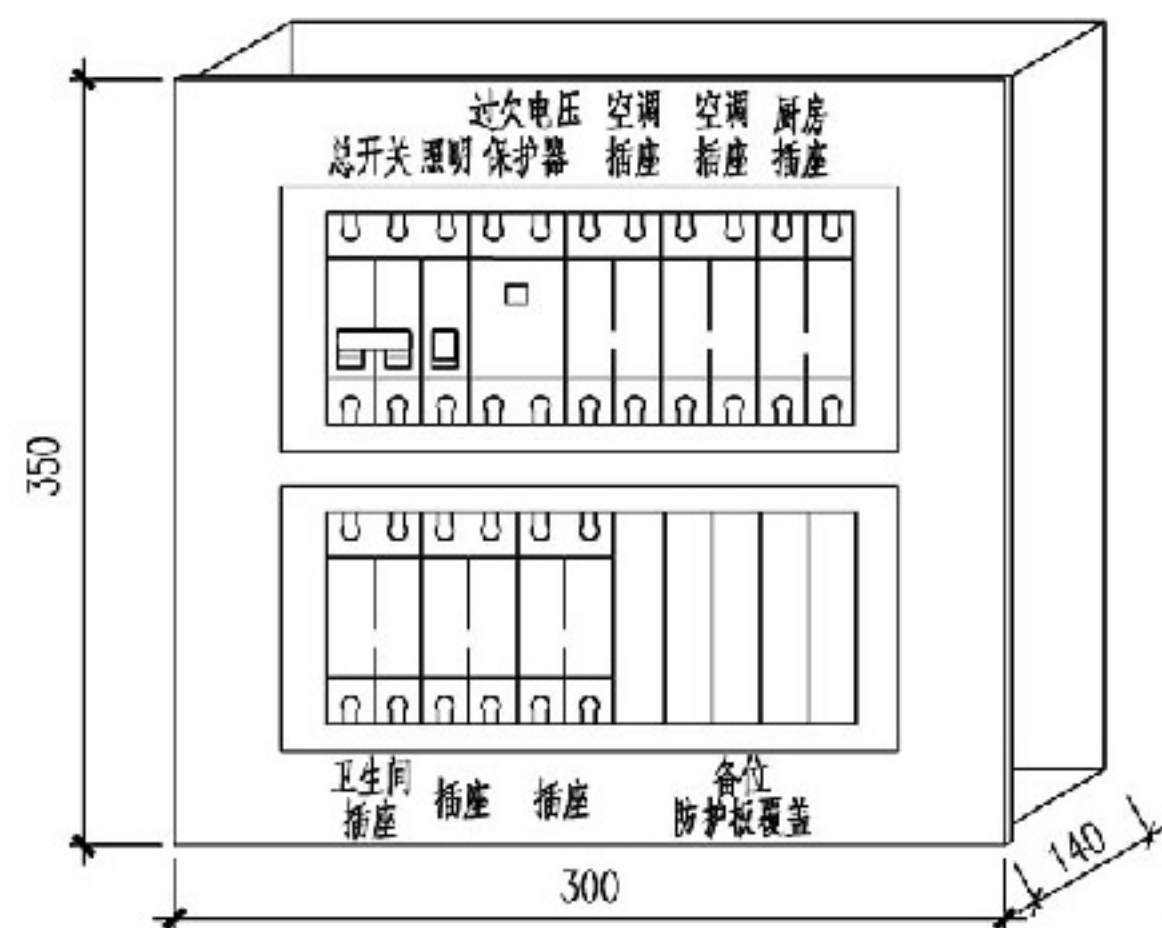 过欠电压 空调 空调 厨房
总开关 照明 保护器 插座 插座 插座
350
卫生间 插座 插座 备位
插座 防护板覆盖
140
300